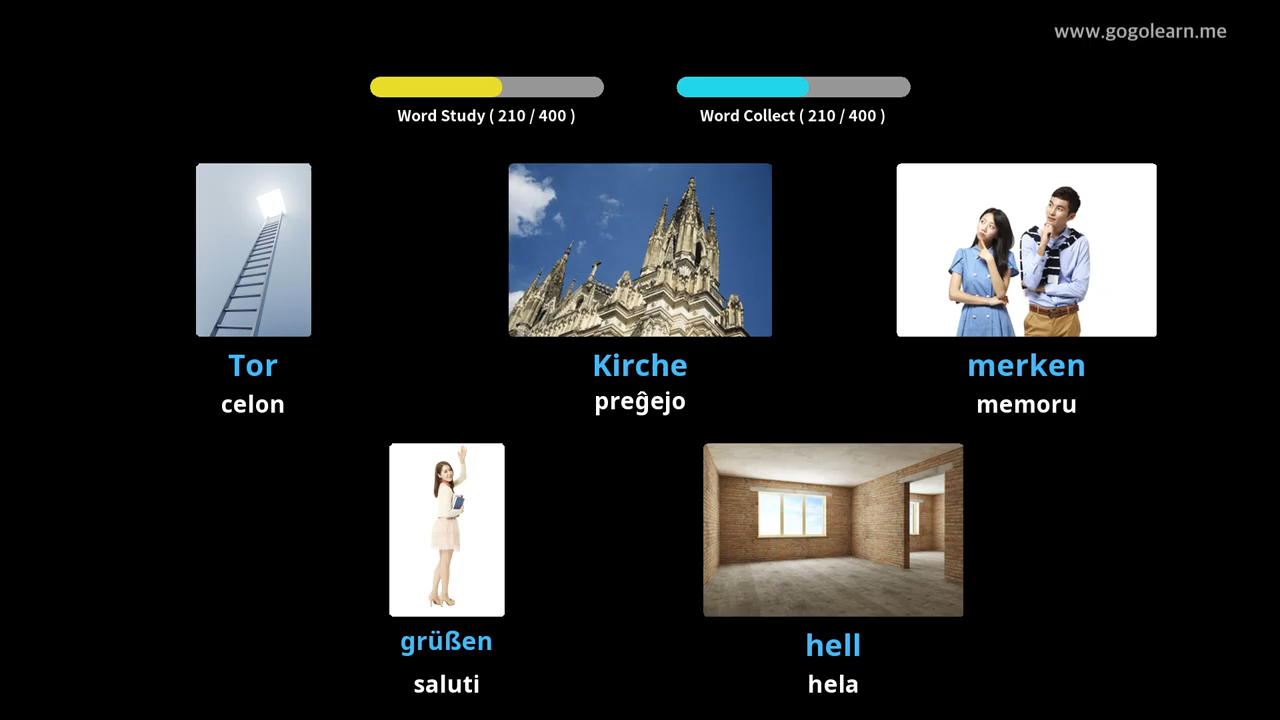 www.gogolearn.me
Word Study ( 210 / 400 )
Word Collect ( 210 / 400 )
Tor
celon
Kirche
preĝejo
merken
memoru
grüßen
saluti
hell
hela